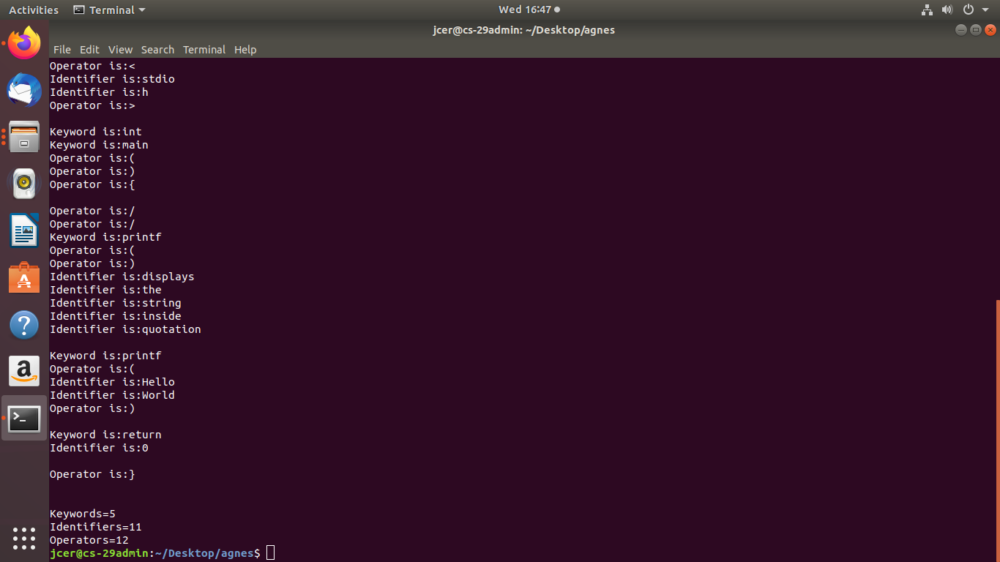 Activities Terminal Wed 16:47
jcer@cs-29admin: ~/Desktop/agnes
File Edit View Search Terminal Help
Operator is:<
Identifier is:stdio
Identifier is:h
Operator is:>
Keyword is:int
Keyword is:main
Operator is:(
Operator is:)
Operator is:{
Operator is:/
Operator is:/
Keyword is:printf
Operator is:(
Operator is:)
Identifier is:displays
Identifier is:the
Identifier is:string
Identifier is:inside
Identifier is:quotation
Keyword is:printf
Operator is:(
Identifier is:Hello
Identifier is:World
Operator is:)
Keyword is:return
Identifier is:0
Operator is:}
Keywords=5
Identifiers=11
Operators=12
jcer@cs-29admin:~/Desktop/agnes$